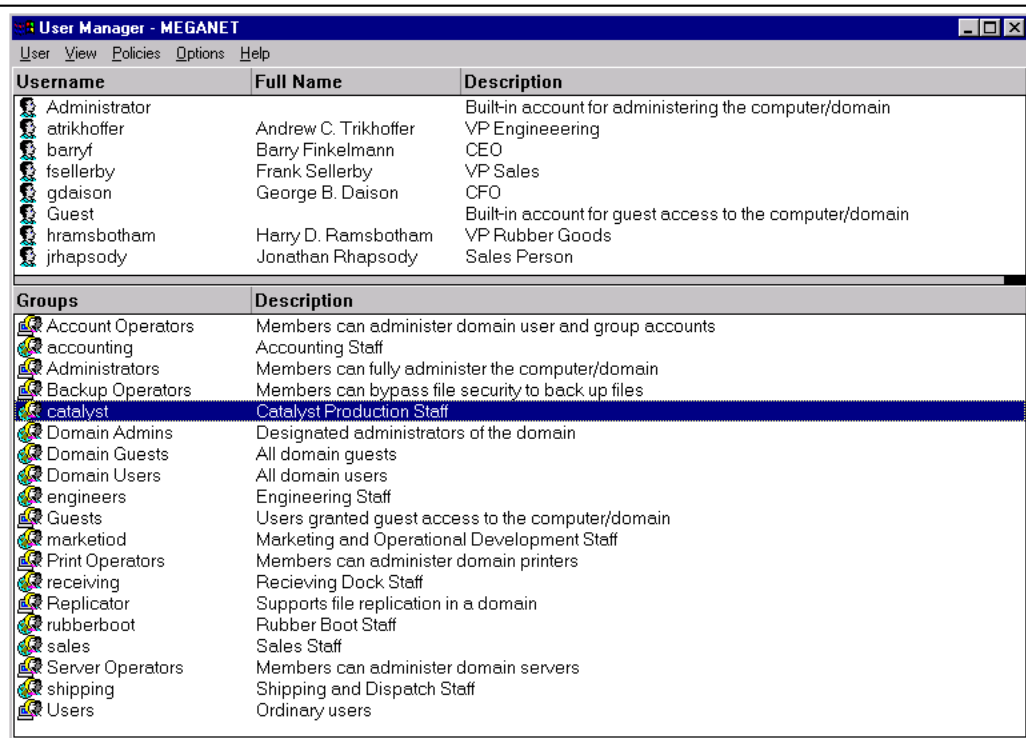 User Manager - MEGANET
User View Policies Options Help
Username Full Name Description
Administrator Built-in account for administering the computer/domain
atrikhoffer Andrew C. Trikhoffer VP Engineeering
barryf Barry Finkelmann CEO
fsellerby Frank Sellerby VP Sales
gdaison George B. Daison CFO
Guest Built-in account for guest access to the computer/domain
hramsbotham Harry D. Ramsbotham VP Rubber Goods
jrhapsody Jonathan Rhapsody Sales Person
Groups Description
Account Operators Members can administer domain user and group accounts
accounting Accounting Staff
Administrators Members can fully administer the computer/domain
Backup Operators Members can bypass file security to back up files
catalyst Catalyst Production Staff
Domain Admins Designated administrators of the domain
Domain Guests All domain guests
Domain Users All domain users
engineers Engineering Staff
Guests Users granted guest access to the computer/domain
marketiod Marketing and Operational Development Staff
Print Operators Members can administer domain printers
receiving Recieving Dock Staff
Replicator Supports file replication in a domain
rubberboot Rubber Boot Staff
sales Sales Staff
Server Operators Members can administer domain servers
shipping Shipping and Dispatch Staff
Users Ordinary users